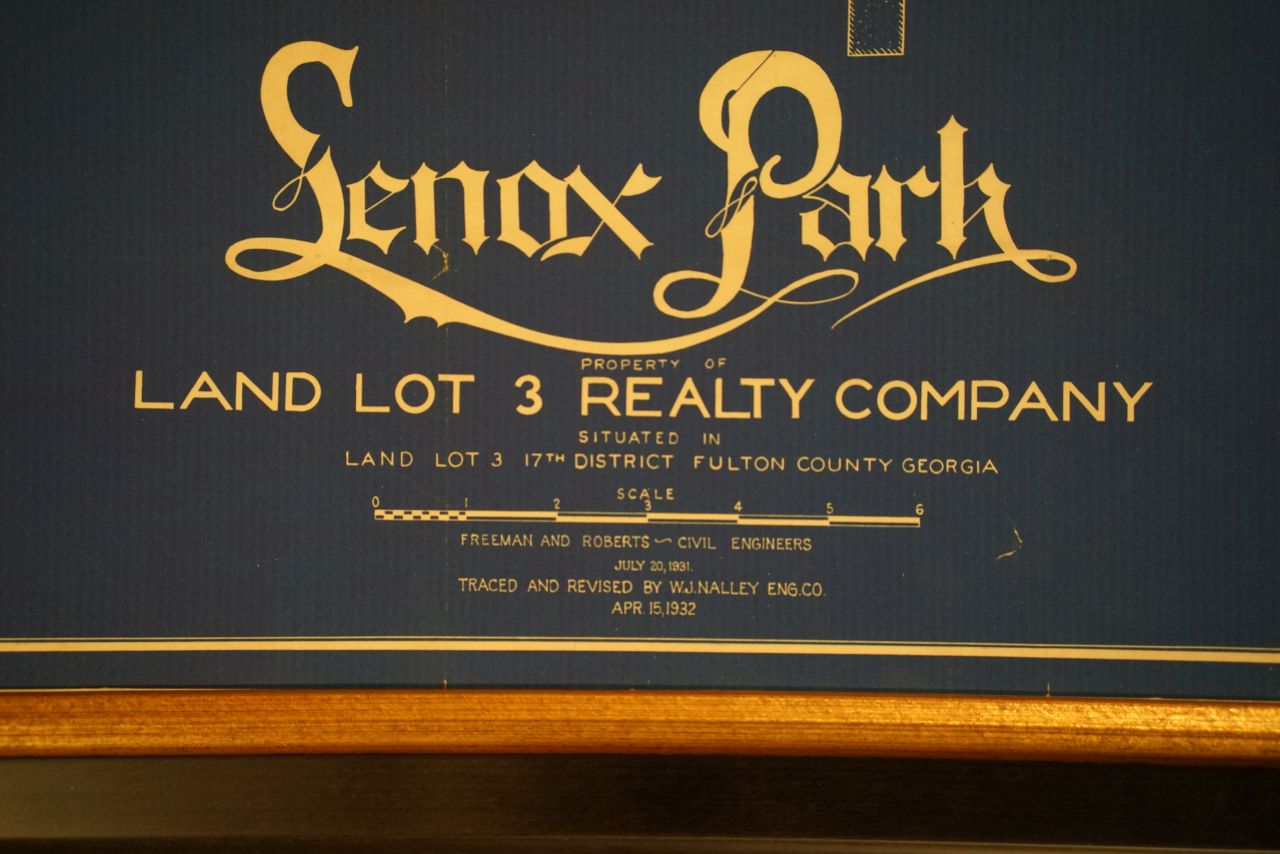 Lenox Park
PROPERTY OF
LAND LOT 3 REALTY COMPANY
SITUATED IN
LAND LOT 3 17TH DISTRICT FULTON COUNTY GEORGIA
SCALE
0 1 2 3 4 5 6
FREEMAN AND ROBERTS ~ CIVIL ENGINEERS
JULY 20, 1931.
TRACED AND REVISED BY W.J. NALLEY ENG. CO.
APR. 15, 1932